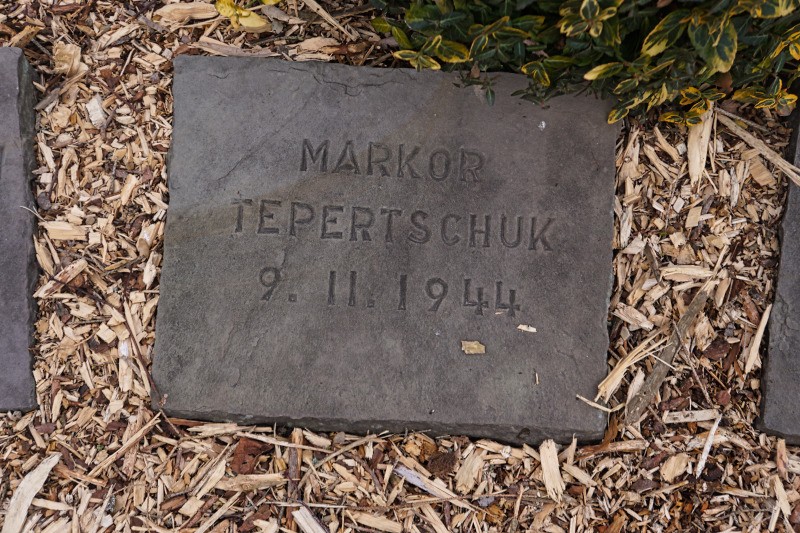 MARKOR
TEPERTSCHUK
9. 11. 1944